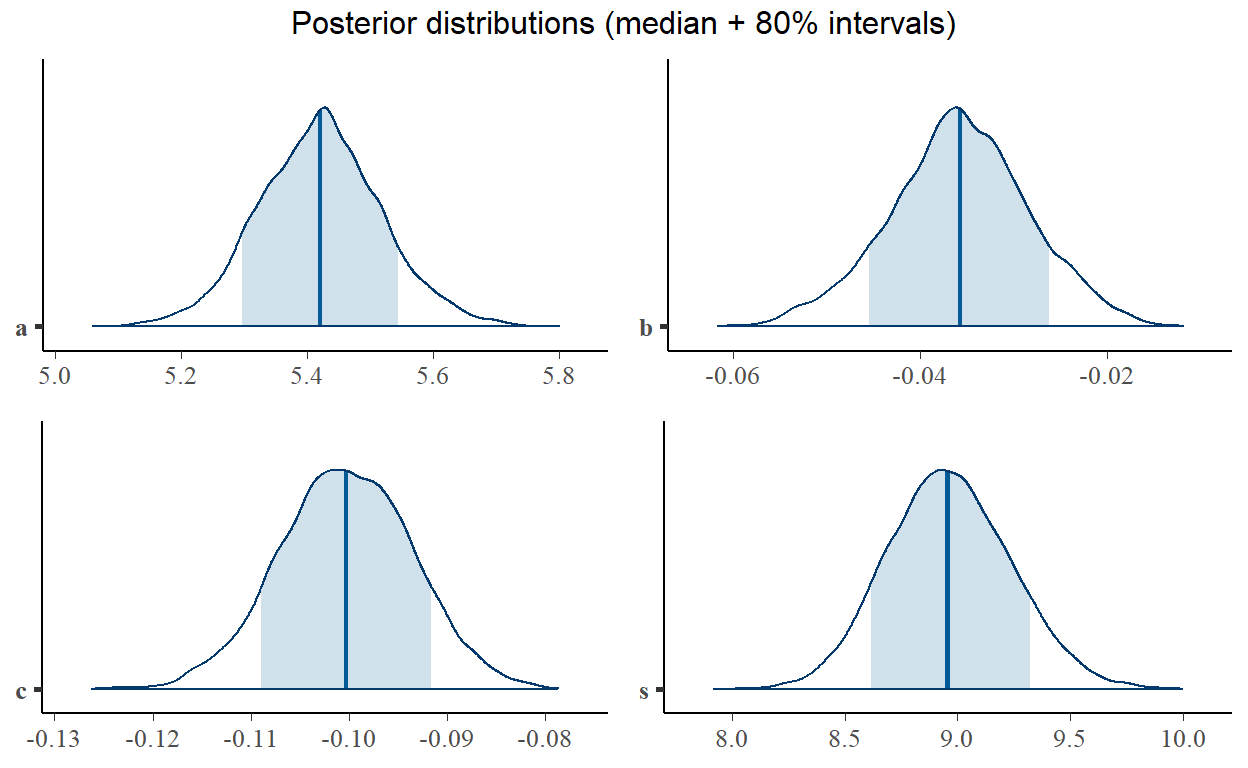 Posterior distributions (median + 80% intervals)
a
5.0 5.2 5.4 5.6 5.8
b
-0.06 -0.04 -0.02
c
-0.13 -0.12 -0.11 -0.10 -0.09 -0.08
s
8.0 8.5 9.0 9.5 10.0